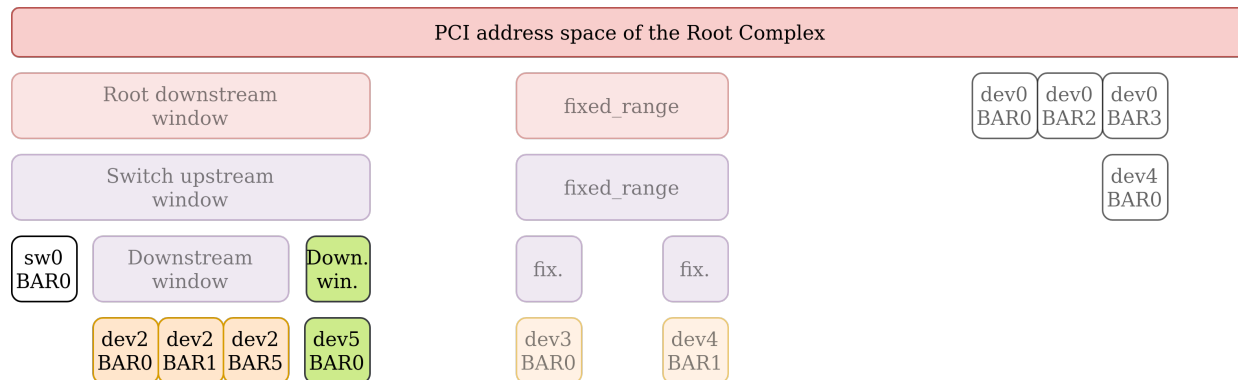 PCI address space of the Root Complex
Root downstream
window
fixed_range
dev0
BAR0
dev0
BAR2
dev0
BAR3
Switch upstream
window
fixed_range
dev4
BAR0
sw0
BAR0
Downstream
window
Down.
win.
fix.
fix.
dev2
BAR0
dev2
BAR1
dev2
BAR5
dev5
BAR0
dev3
BAR0
dev4
BAR1